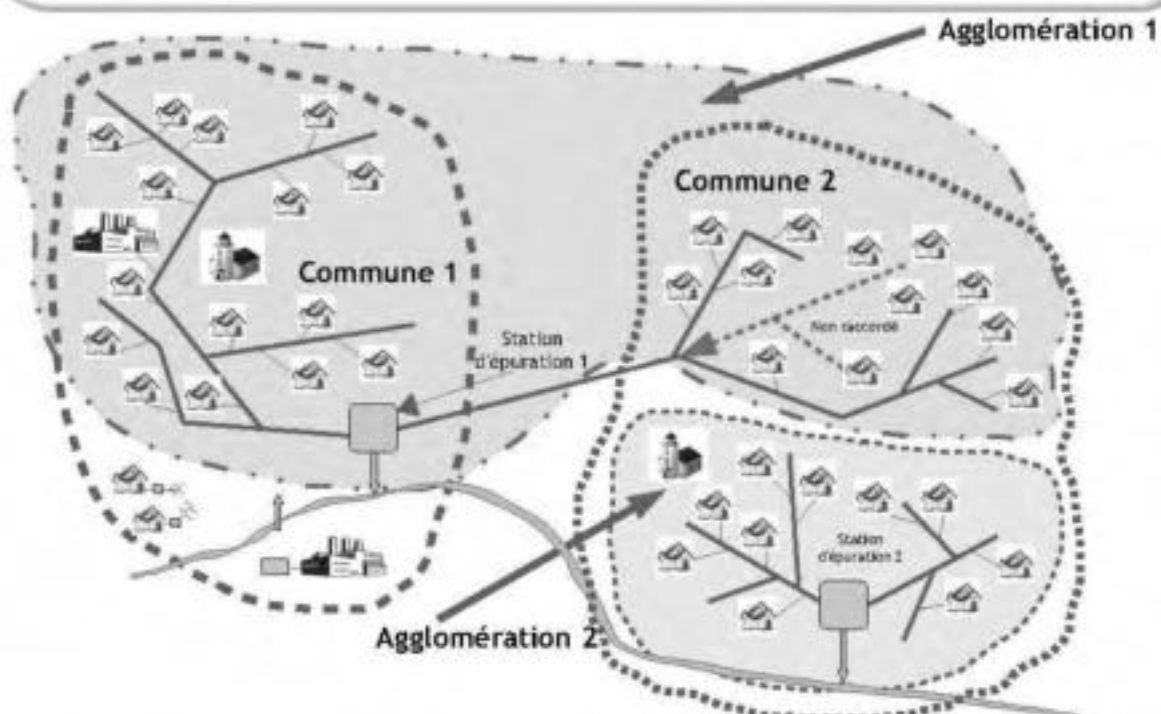 Agglomération 1
Commune 2
Commune 1
Non raccordé
Station
d'épuration 1
Station
d'épuration 2
Agglomération 2